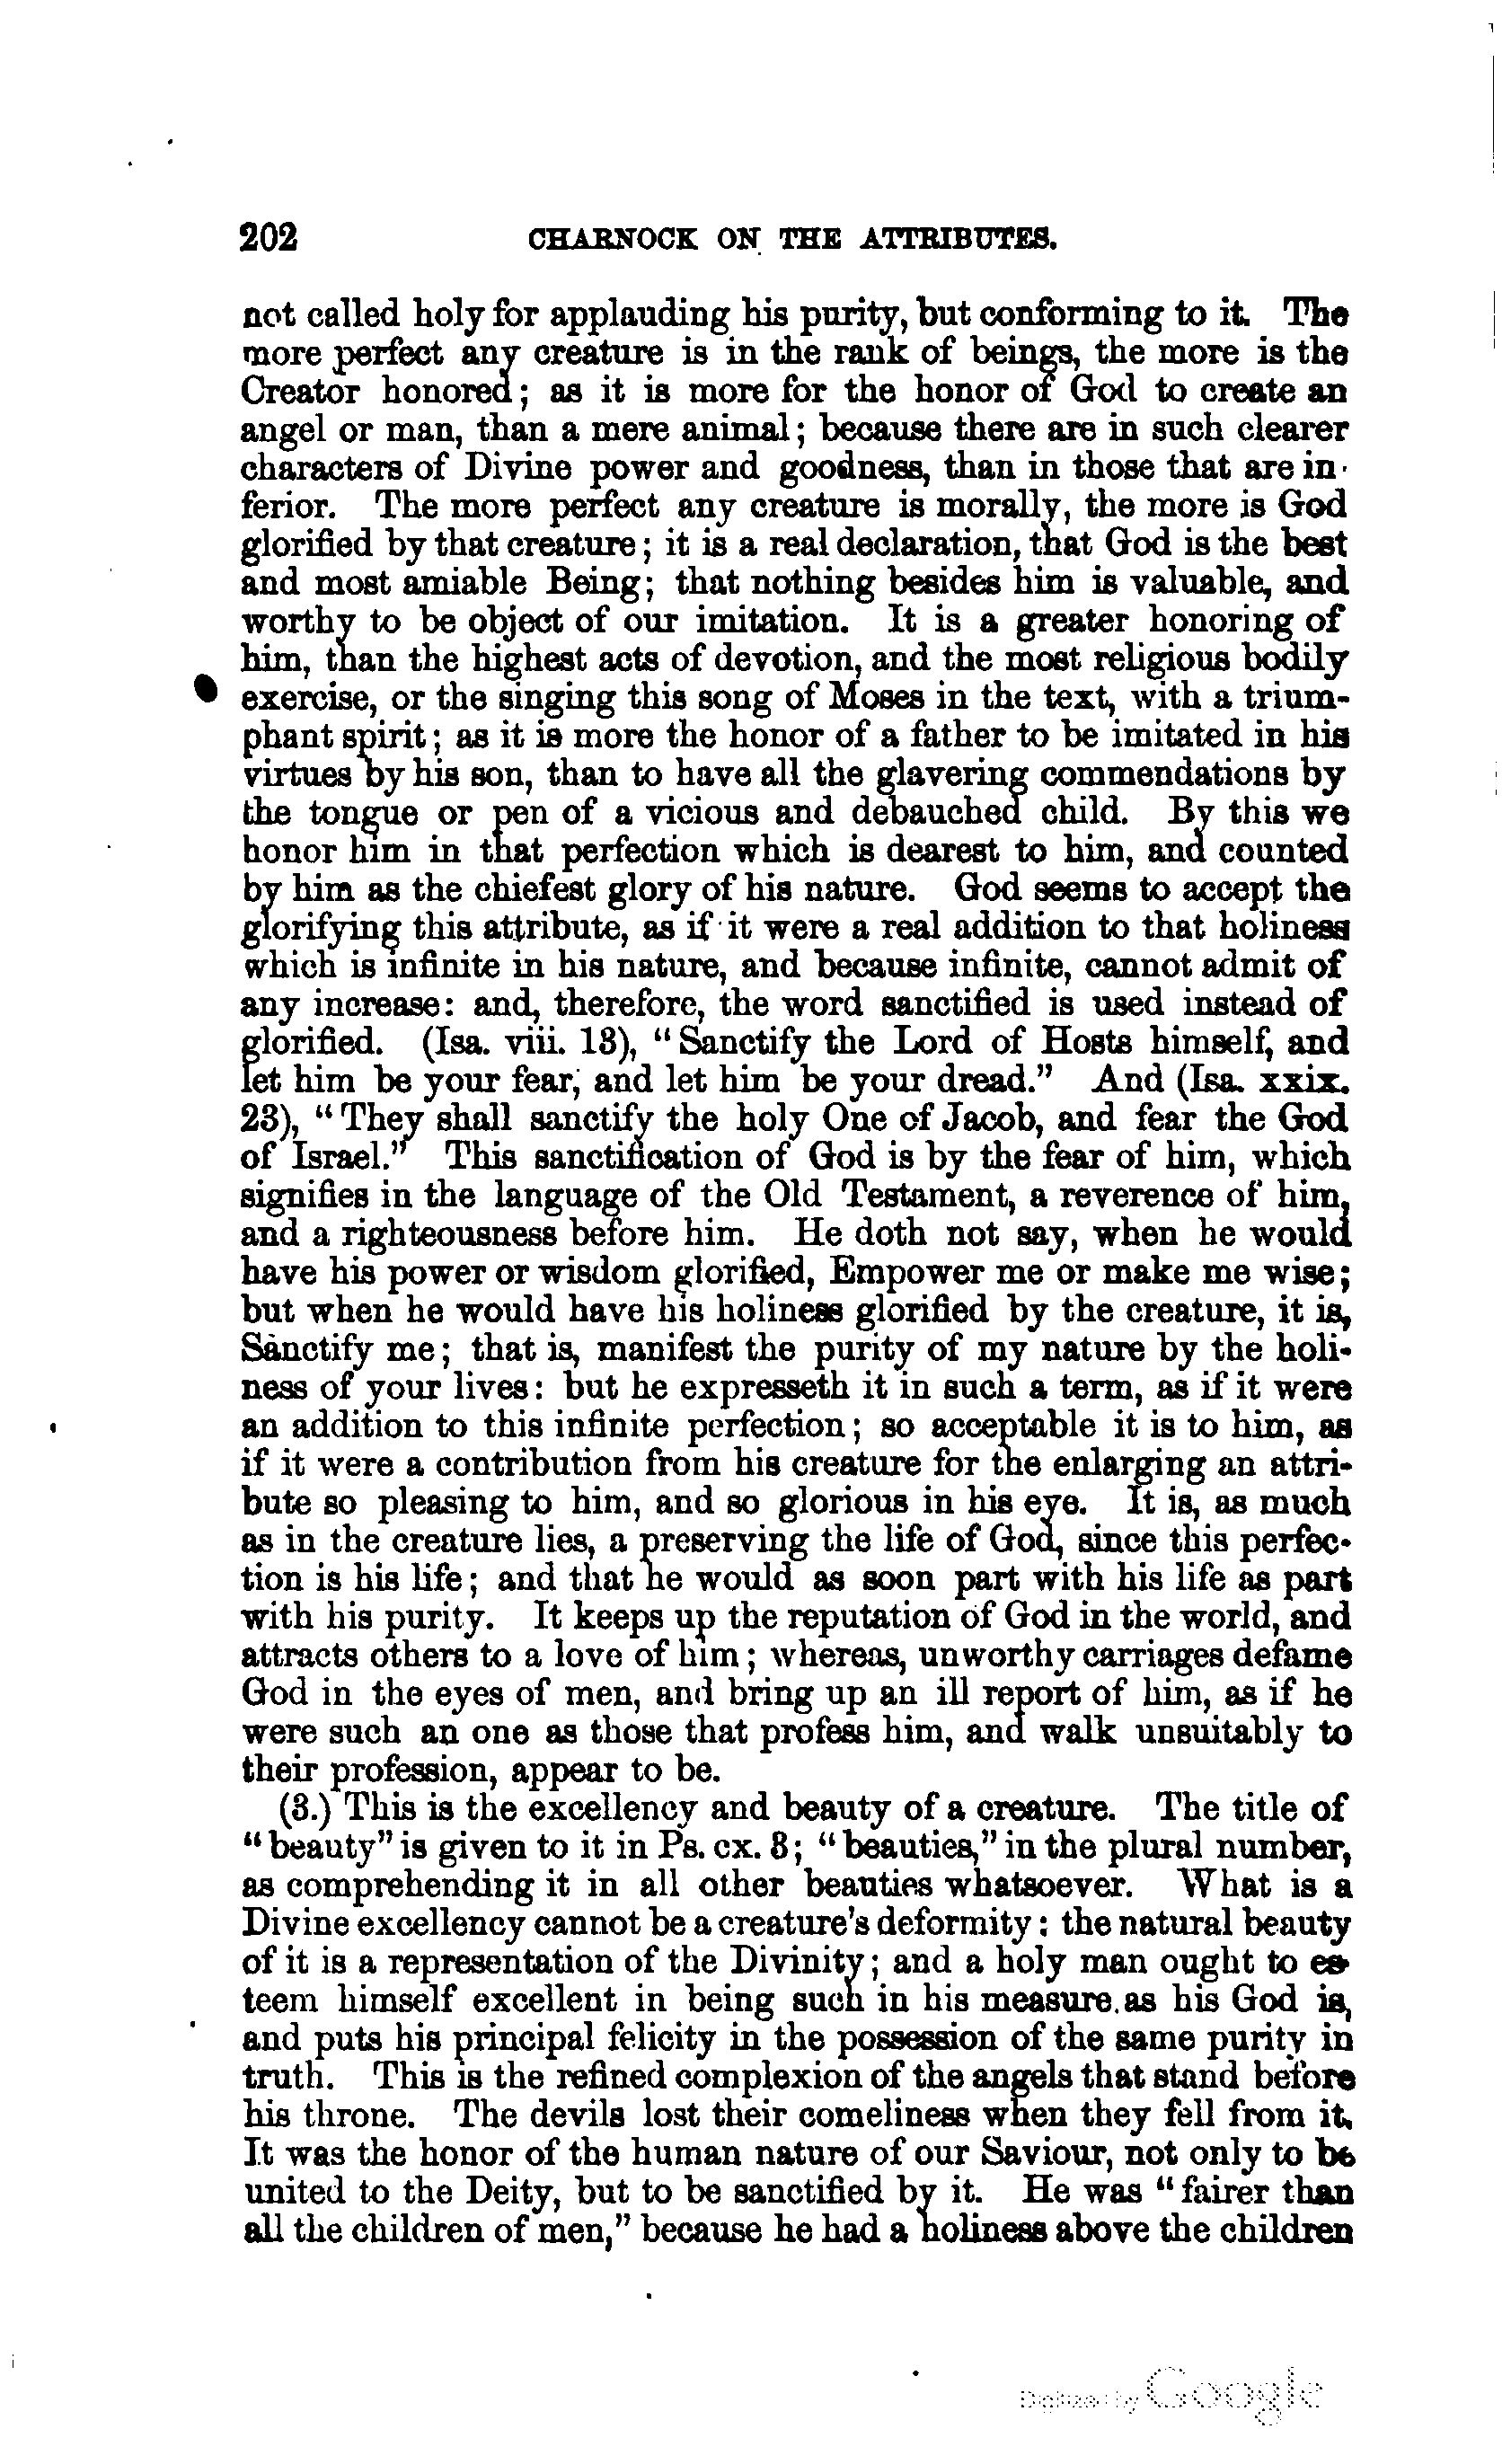 202 CHARNOCK ON THE ATTRIBUTES.
not called holy for applauding his purity, but conforming to it. The
more perfect any creature is in the rank of beings, the more is the
Creator honored; as it is more for the honor of God to create an
angel or man, than a mere animal; because there are in such clearer
characters of Divine power and goodness, than in those that are in-
ferior. The more perfect any creature is morally, the more is God
glorified by that creature; it is a real declaration, that God is the best
and most amiable Being; that nothing besides him is valuable, and
worthy to be object of our imitation. It is a greater honoring of
him, than the highest acts of devotion, and the most religious bodily
exercise, or the singing this song of Moses in the text, with a trium-
phant spirit; as it is more the honor of a father to be imitated in his
virtues by his son, than to have all the glavering commendations by
the tongue or pen of a vicious and debauched child. By this we
honor him in that perfection which is dearest to him, and counted
by him as the chiefest glory of his nature. God seems to accept the
glorifying this attribute, as if it were a real addition to that holiness
which is infinite in his nature, and because infinite, cannot admit of
any increase: and, therefore, the word sanctified is used instead of
glorified. (Isa. viii. 13), "Sanctify the Lord of Hosts himself, and
let him be your fear, and let him be your dread." And (Isa. xxix.
23), "They shall sanctify the holy One of Jacob, and fear the God
of Israel." This sanctification of God is by the fear of him, which
signifies in the language of the Old Testament, a reverence of him,
and a righteousness before him. He doth not say, when he would
have his power or wisdom glorified, Empower me or make me wise;
but when he would have his holiness glorified by the creature, it is,
Sanctify me; that is, manifest the purity of my nature by the holi-
ness of your lives: but he expresseth it in such a term, as if it were
an addition to this infinite perfection; so acceptable it is to him, as
if it were a contribution from his creature for the enlarging an attri-
bute so pleasing to him, and so glorious in his eye. It is, as much
as in the creature lies, a preserving the life of God, since this perfec-
tion is his life; and that he would as soon part with his life as part
with his purity. It keeps up the reputation of God in the world, and
attracts others to a love of him; whereas, unworthy carriages defame
God in the eyes of men, and bring up an ill report of him, as if he
were such an one as those that profess him, and walk unsuitably to
their profession, appear to be.
(3.) This is the excellency and beauty of a creature. The title of
"beauty" is given to it in Ps. cx. 3; "beauties," in the plural number,
as comprehending it in all other beauties whatsoever. What is a
Divine excellency cannot be a creature's deformity: the natural beauty
of it is a representation of the Divinity; and a holy man ought to es-
teem himself excellent in being such in his measure as his God is,
and puts his principal felicity in the possession of the same purity in
truth. This is the refined complexion of the angels that stand before
his throne. The devils lost their comeliness when they fell from it.
It was the honor of the human nature of our Saviour, not only to be
united to the Deity, but to be sanctified by it. He was "fairer than
all the children of men," because he had a holiness above the children
Digitized by Google